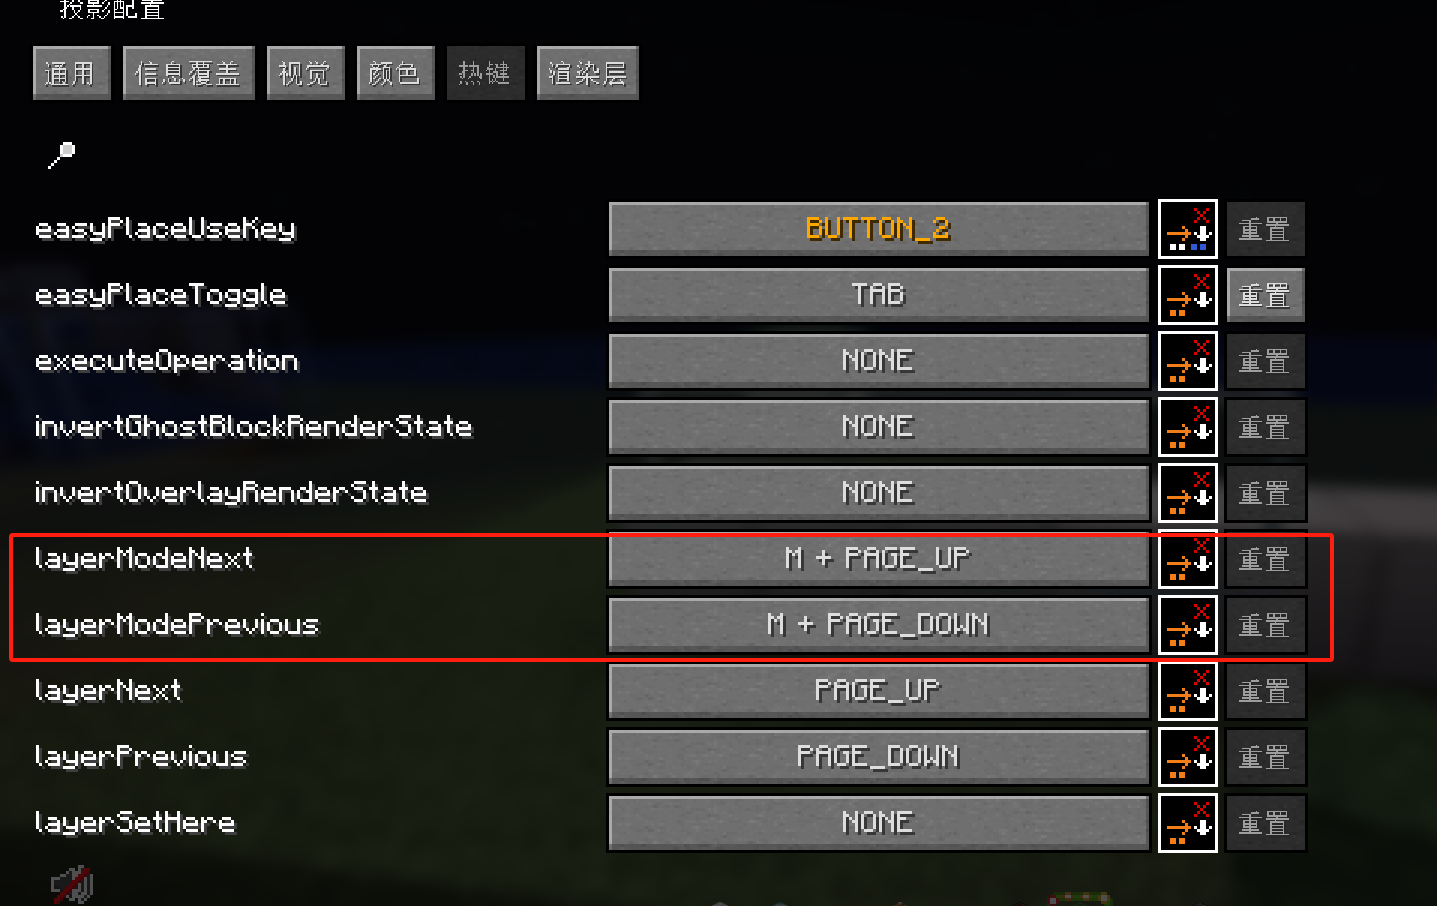 投影配置
通用 信息覆盖 视觉 颜色 热键 渲染层
easyPlaceUseKey BUTTON_2 重置
easyPlaceToggle TAB 重置
executeOperation NONE 重置
invertGhostBlockRenderState NONE 重置
invertOverlayRenderState NONE 重置
layerModeNext M + PAGE_UP 重置
layerModePrevious M + PAGE_DOWN 重置
layerNext PAGE_UP 重置
layerPrevious PAGE_DOWN 重置
layerSetHere NONE 重置